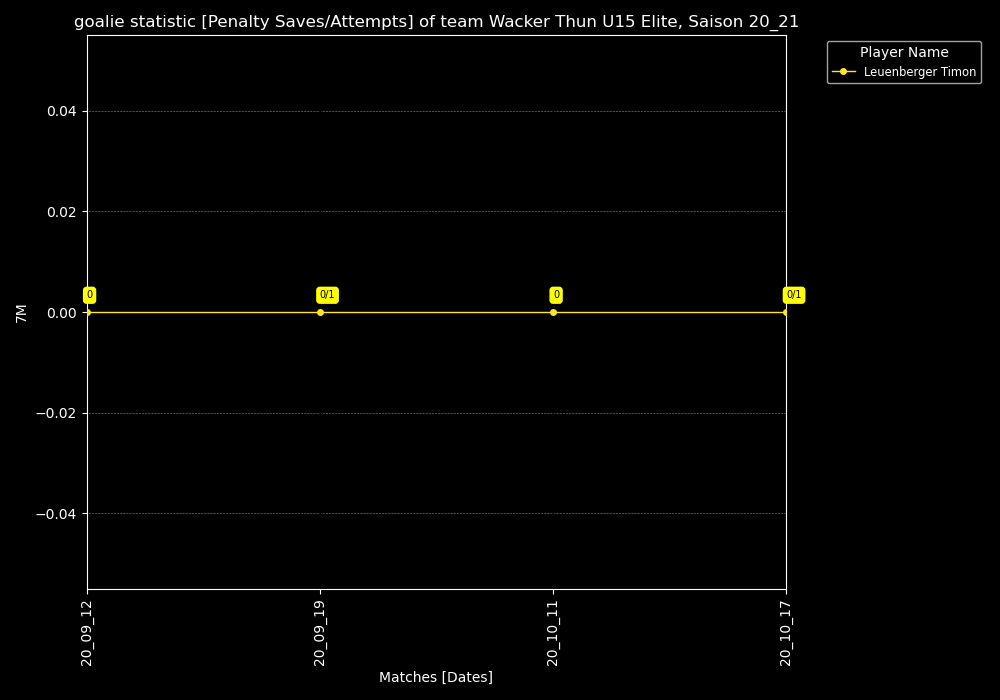 goalie statistic [Penalty Saves/Attempts] of team Wacker Thun U15 Elite, Saison 20_21
Player Name
Leuenberger Timon
0.04
0.02
0.00
−0.02
−0.04
7M
0
0/1
0
0/1
20_09_12
20_09_19
20_10_11
20_10_17
Matches [Dates]